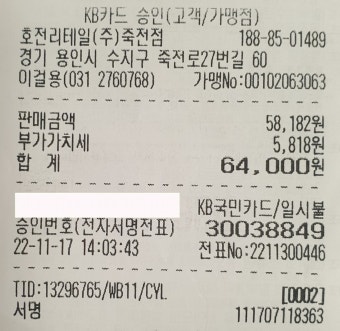 KB카드 승인(고객/가맹점)
호전리테일(주)죽전점 188-85-01489
경기 용인시 수지구 죽전로27번길 60
이걸용(031 2760768) 가맹No:00102063063
판매금액 58,182원
부가가치세 5,818원
합 계 64,000원
KB국민카드/일시불
승인번호(전자서명전표) 30038849
22-11-17 14:03:43 전표No:2211300446
TID:13296765/WB11/CYL [0002]
서명 111707118363